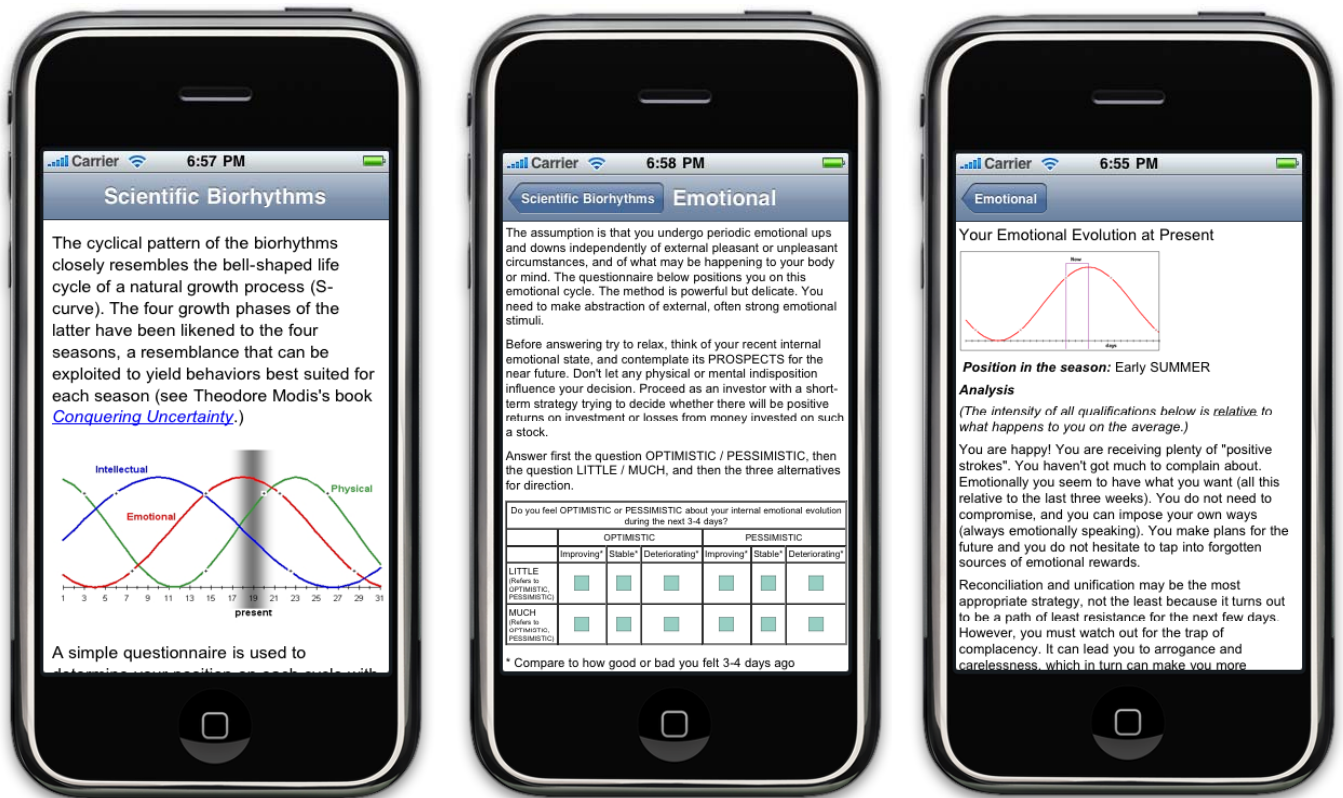 Carrier 6:57 PM
Scientific Biorhythms
The cyclical pattern of the biorhythms
closely resembles the bell-shaped life
cycle of a natural growth process (S-
curve). The four growth phases of the
latter have been likened to the four
seasons, a resemblance that can be
exploited to yield behaviors best suited for
each season (see Theodore Modis's book
Conquering Uncertainty.)
Intellectual
Physical
Emotional
1 3 5 7 9 11 13 15 17 19 21 23 25 27 29 31
present
A simple questionnaire is used to
determine your position on each cycle with
Carrier 6:58 PM
Scientific Biorhythms Emotional
The assumption is that you undergo periodic emotional ups
and downs independently of external pleasant or unpleasant
circumstances, and of what may be happening to your body
or mind. The questionnaire below positions you on this
emotional cycle. The method is powerful but delicate. You
need to make abstraction of external, often strong emotional
stimuli.
Before answering try to relax, think of your recent internal
emotional state, and contemplate its PROSPECTS for the
near future. Don't let any physical or mental indisposition
influence your decision. Proceed as an investor with a short-
term strategy trying to decide whether there will be positive
returns on investment or losses from money invested on such
a stock.
Answer first the question OPTIMISTIC / PESSIMISTIC, then
the question LITTLE / MUCH, and then the three alternatives
for direction.
Do you feel OPTIMISTIC or PESSIMISTIC about your internal emotional evolution
during the next 3-4 days?
OPTIMISTIC PESSIMISTIC
Improving* Stable* Deteriorating* Improving* Stable* Deteriorating*
LITTLE
(Refers to
OPTIMISTIC,
PESSIMISTIC)
MUCH
(Refers to
OPTIMISTIC,
PESSIMISTIC)
* Compare to how good or bad you felt 3-4 days ago
Carrier 6:55 PM
Emotional
Your Emotional Evolution at Present
Now
days
Position in the season: Early SUMMER
Analysis
(The intensity of all qualifications below is relative to
what happens to you on the average.)
You are happy! You are receiving plenty of "positive
strokes". You haven't got much to complain about.
Emotionally you seem to have what you want (all this
relative to the last three weeks). You do not need to
compromise, and you can impose your own ways
(always emotionally speaking). You make plans for the
future and you do not hesitate to tap into forgotten
sources of emotional rewards.
Reconciliation and unification may be the most
appropriate strategy, not the least because it turns out
to be a path of least resistance for the next few days.
However, you must watch out for the trap of
complacency. It can lead you to arrogance and
carelessness, which in turn can make you more